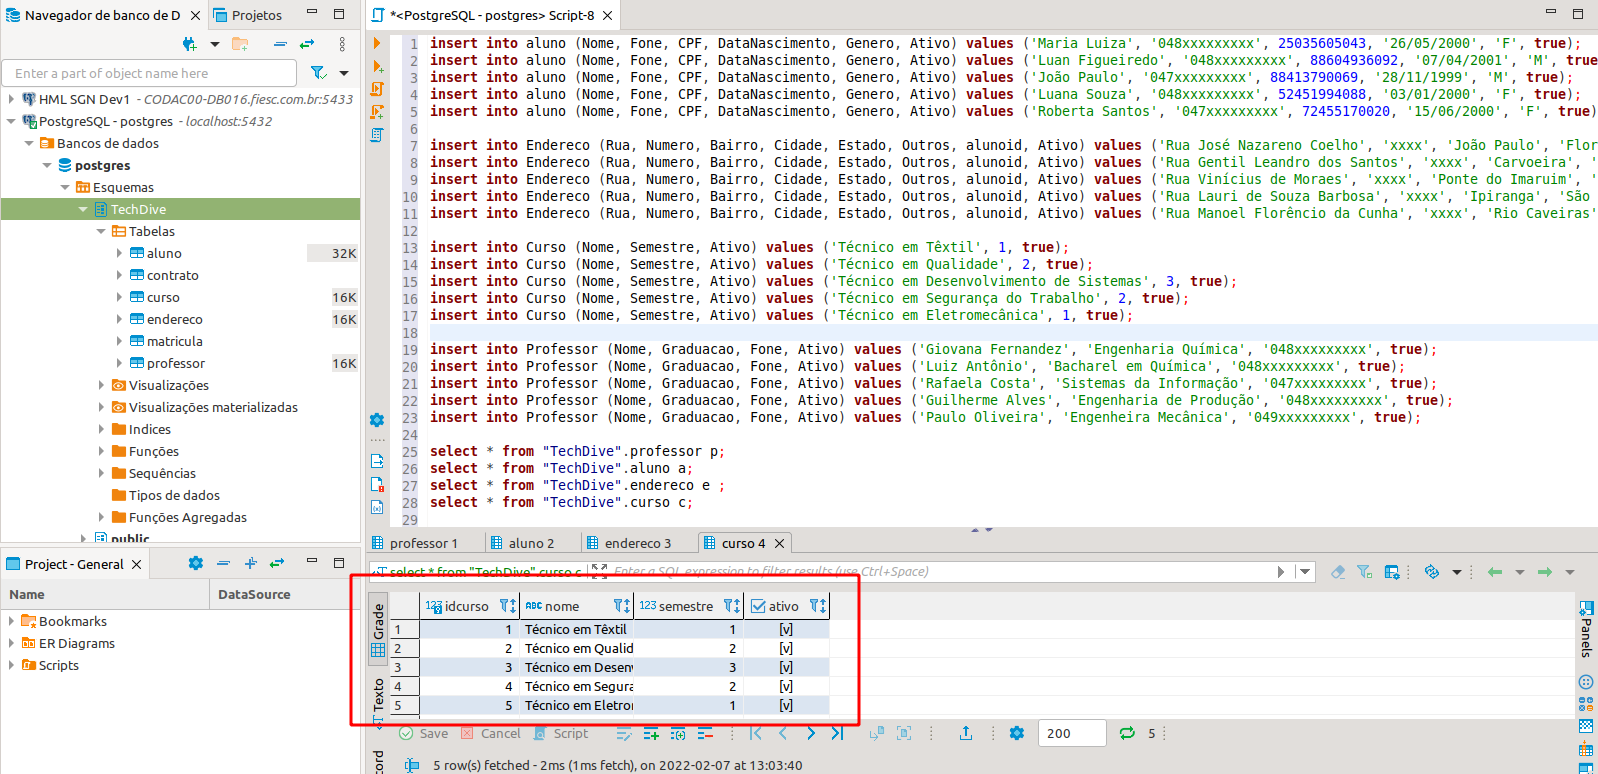 Navegador de banco de D
Projetos
Enter a part of object name here
HML SGN Dev1 - CODAC00-DB016.fiesc.com.br:5433
PostgreSQL - postgres - localhost:5432
Bancos de dados
postgres
Esquemas
TechDive
Tabelas
aluno 32K
contrato
curso 16K
endereco 16K
matricula
professor 16K
Visualizações
Visualizações materializadas
Indices
Funções
Sequências
Tipos de dados
Funções Agregadas
public
Project - General
Name DataSource
Bookmarks
ER Diagrams
Scripts
*<PostgreSQL - postgres> Script-8
1 insert into aluno (Nome, Fone, CPF, DataNascimento, Genero, Ativo) values ('Maria Luiza', '048xxxxxxxxx', 25035605043, '26/05/2000', 'F', true);
2 insert into aluno (Nome, Fone, CPF, DataNascimento, Genero, Ativo) values ('Luan Figueiredo', '048xxxxxxxxx', 88604936092, '07/04/2001', 'M', true
3 insert into aluno (Nome, Fone, CPF, DataNascimento, Genero, Ativo) values ('João Paulo', '047xxxxxxxxx', 88413790069, '28/11/1999', 'M', true);
4 insert into aluno (Nome, Fone, CPF, DataNascimento, Genero, Ativo) values ('Luana Souza', '048xxxxxxxxx', 52451994088, '03/01/2000', 'F', true);
5 insert into aluno (Nome, Fone, CPF, DataNascimento, Genero, Ativo) values ('Roberta Santos', '047xxxxxxxxx', 72455170020, '15/06/2000', 'F', true)
6
7 insert into Endereco (Rua, Numero, Bairro, Cidade, Estado, Outros, alunoid, Ativo) values ('Rua José Nazareno Coelho', 'xxxx', 'João Paulo', 'Flor
8 insert into Endereco (Rua, Numero, Bairro, Cidade, Estado, Outros, alunoid, Ativo) values ('Rua Gentil Leandro dos Santos', 'xxxx', 'Carvoeira', '
9 insert into Endereco (Rua, Numero, Bairro, Cidade, Estado, Outros, alunoid, Ativo) values ('Rua Vinícius de Moraes', 'xxxx', 'Ponte do Imaruim', '
10 insert into Endereco (Rua, Numero, Bairro, Cidade, Estado, Outros, alunoid, Ativo) values ('Rua Lauri de Souza Barbosa', 'xxxx', 'Ipiranga', 'São
11 insert into Endereco (Rua, Numero, Bairro, Cidade, Estado, Outros, alunoid, Ativo) values ('Rua Manoel Florêncio da Cunha', 'xxxx', 'Rio Caveiras'
12
13 insert into Curso (Nome, Semestre, Ativo) values ('Técnico em Têxtil', 1, true);
14 insert into Curso (Nome, Semestre, Ativo) values ('Técnico em Qualidade', 2, true);
15 insert into Curso (Nome, Semestre, Ativo) values ('Técnico em Desenvolvimento de Sistemas', 3, true);
16 insert into Curso (Nome, Semestre, Ativo) values ('Técnico em Segurança do Trabalho', 2, true);
17 insert into Curso (Nome, Semestre, Ativo) values ('Técnico em Eletromecânica', 1, true);
18
19 insert into Professor (Nome, Graduacao, Fone, Ativo) values ('Giovana Fernandez', 'Engenharia Química', '048xxxxxxxxx', true);
20 insert into Professor (Nome, Graduacao, Fone, Ativo) values ('Luiz Antônio', 'Bacharel em Química', '048xxxxxxxxx', true);
21 insert into Professor (Nome, Graduacao, Fone, Ativo) values ('Rafaela Costa', 'Sistemas da Informação', '047xxxxxxxxx', true);
22 insert into Professor (Nome, Graduacao, Fone, Ativo) values ('Guilherme Alves', 'Engenharia de Produção', '048xxxxxxxxx', true);
23 insert into Professor (Nome, Graduacao, Fone, Ativo) values ('Paulo Oliveira', 'Engenheira Mecânica', '049xxxxxxxxx', true);
24
25 select * from "TechDive".professor p;
26 select * from "TechDive".aluno a;
27 select * from "TechDive".endereco e ;
28 select * from "TechDive".curso c;
29
professor 1 aluno 2 endereco 3 curso 4
select * from "TechDive".curso c Enter a SQL expression to filter results (use Ctrl+Space)
Grade
Texto
cord
123 idcurso ABC nome 123 semestre ativo
1 1 Técnico em Têxtil 1 [v]
2 2 Técnico em Qualid 2 [v]
3 3 Técnico em Desenv 3 [v]
4 4 Técnico em Segura 2 [v]
5 5 Técnico em Eletror 1 [v]
Panels
Save Cancel Script 200 5
5 row(s) fetched - 2ms (1ms fetch), on 2022-02-07 at 13:03:40